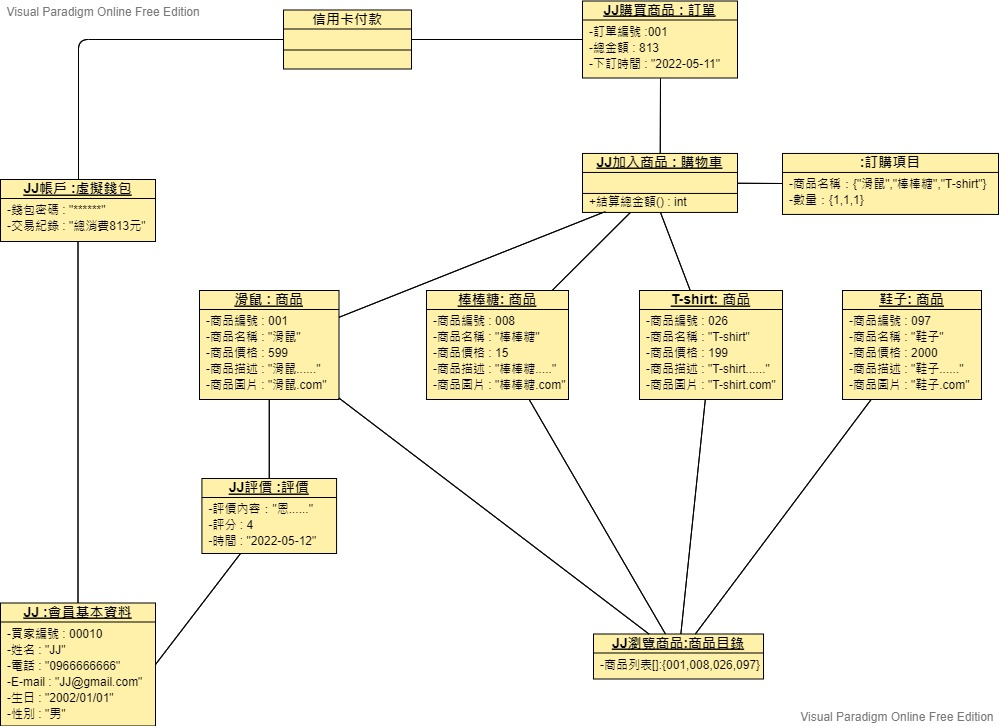 Visual Paradigm Online Free Edition
信用卡付款
JJ購買商品 : 訂單
-訂單編號 :001
-總金額 : 813
-下訂時間 : "2022-05-11"
JJ帳戶 :虛擬錢包
-錢包密碼 : "******"
-交易紀錄 : "總消費813元"
JJ加入商品 : 購物車
+結算總金額() : int
:訂購項目
-商品名稱 : {"滑鼠","棒棒糖","T-shirt"}
-數量 : {1,1,1}
滑鼠 : 商品
-商品編號 : 001
-商品名稱 : "滑鼠"
-商品價格 : 599
-商品描述 : "滑鼠......"
-商品圖片 : "滑鼠.com"
棒棒糖: 商品
-商品編號 : 008
-商品名稱 : "棒棒糖"
-商品價格 : 15
-商品描述 : "棒棒糖....."
-商品圖片 : "棒棒糖.com"
T-shirt: 商品
-商品編號 : 026
-商品名稱 : "T-shirt"
-商品價格 : 199
-商品描述 : "T-shirt......"
-商品圖片 : "T-shirt.com"
鞋子: 商品
-商品編號 : 097
-商品名稱 : "鞋子"
-商品價格 : 2000
-商品描述 : "鞋子......"
-商品圖片 : "鞋子.com"
JJ評價 :評價
-評價內容 : "恩......"
-評分 : 4
-時間 : "2022-05-12"
JJ :會員基本資料
-買家編號 : 00010
-姓名 : "JJ"
-電話 : "0966666666"
-E-mail : "JJ@gmail.com"
-生日 : "2002/01/01"
-性別 : "男"
JJ瀏覽商品:商品目錄
-商品列表[]:{001,008,026,097}
Visual Paradigm Online Free Edition